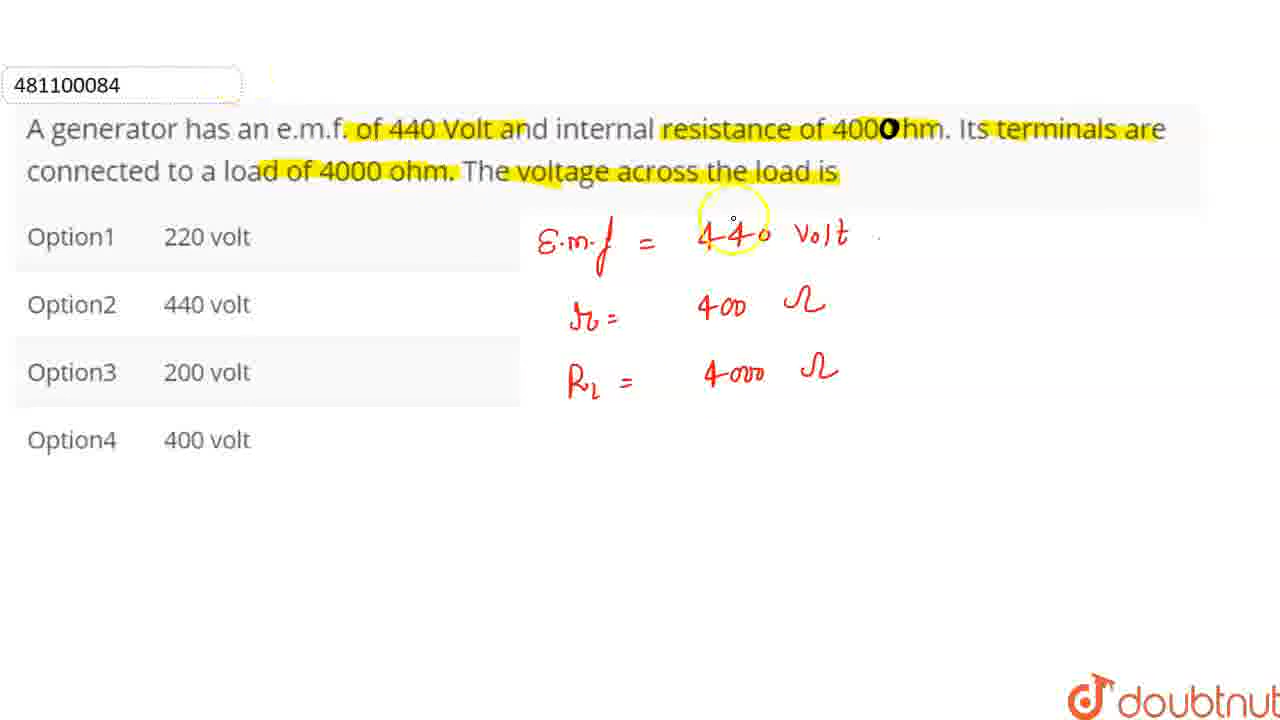 481100084
A generator has an e.m.f. of 440 Volt and internal resistance of 400Ohm. Its terminals are
connected to a load of 4000 ohm. The voltage across the load is
Option1 220 volt
Option2 440 volt
Option3 200 volt
Option4 400 volt
E.m.f = 440 Volt
r = 400 Ω
RL = 4000 Ω
doubtnut